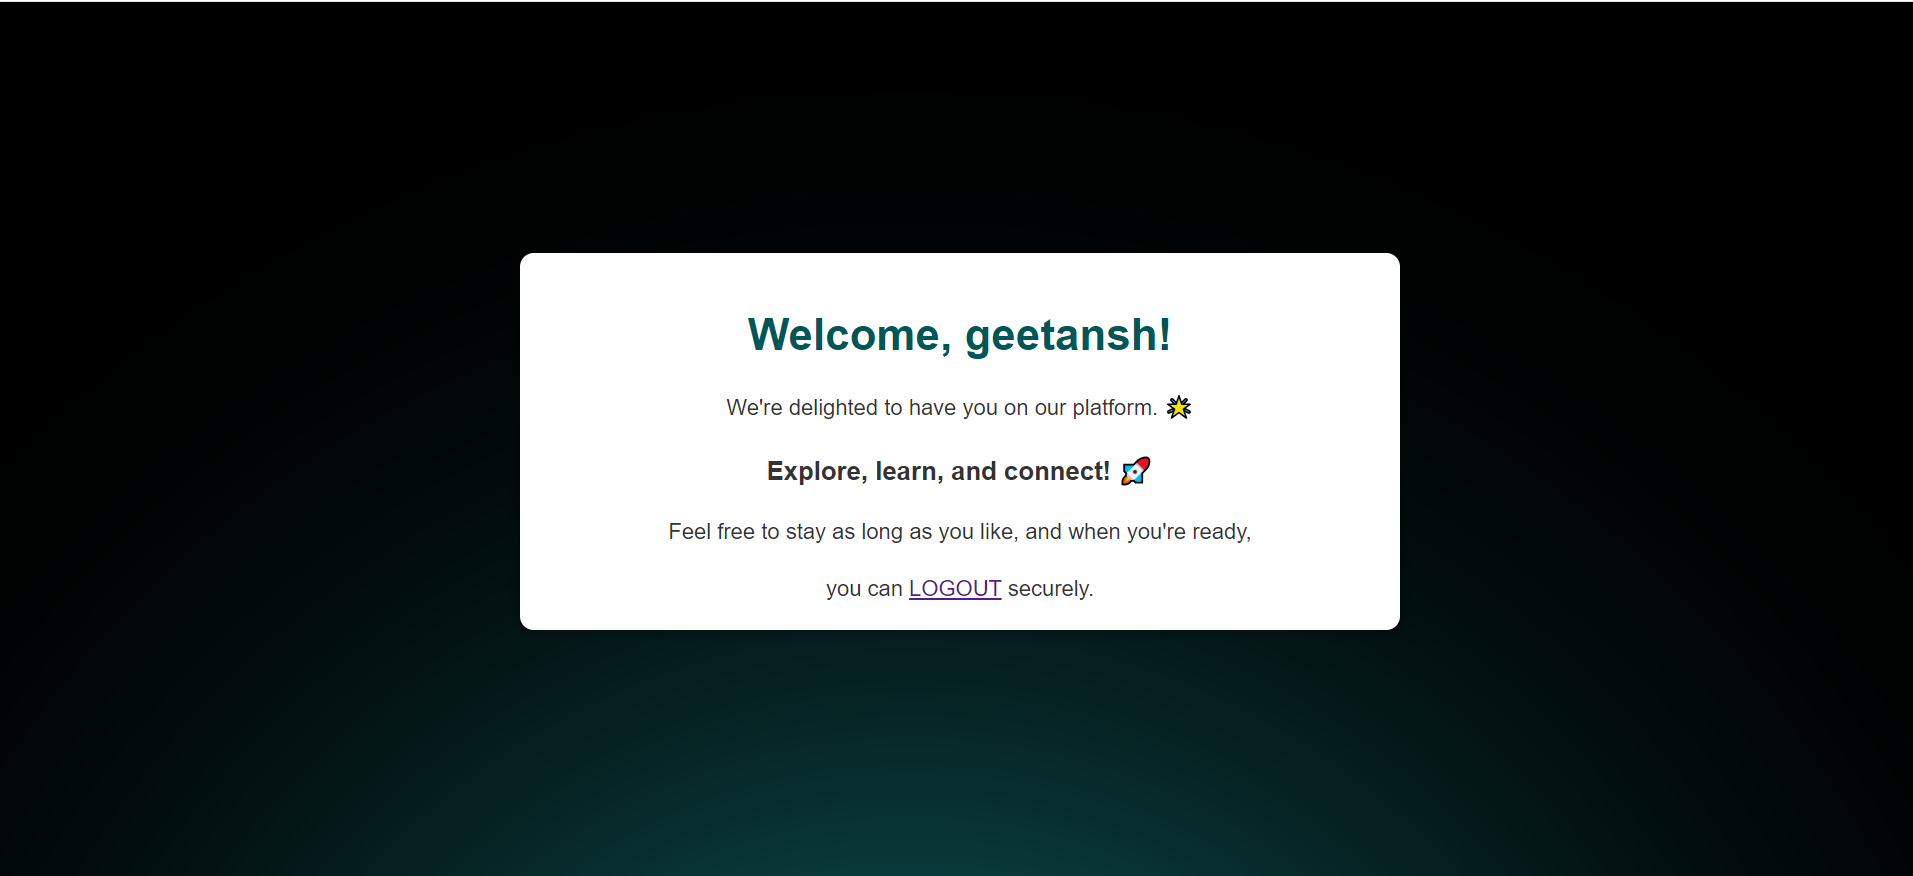 Welcome, geetansh!
We're delighted to have you on our platform. 🌟
Explore, learn, and connect! 🚀
Feel free to stay as long as you like, and when you're ready,
you can LOGOUT securely.